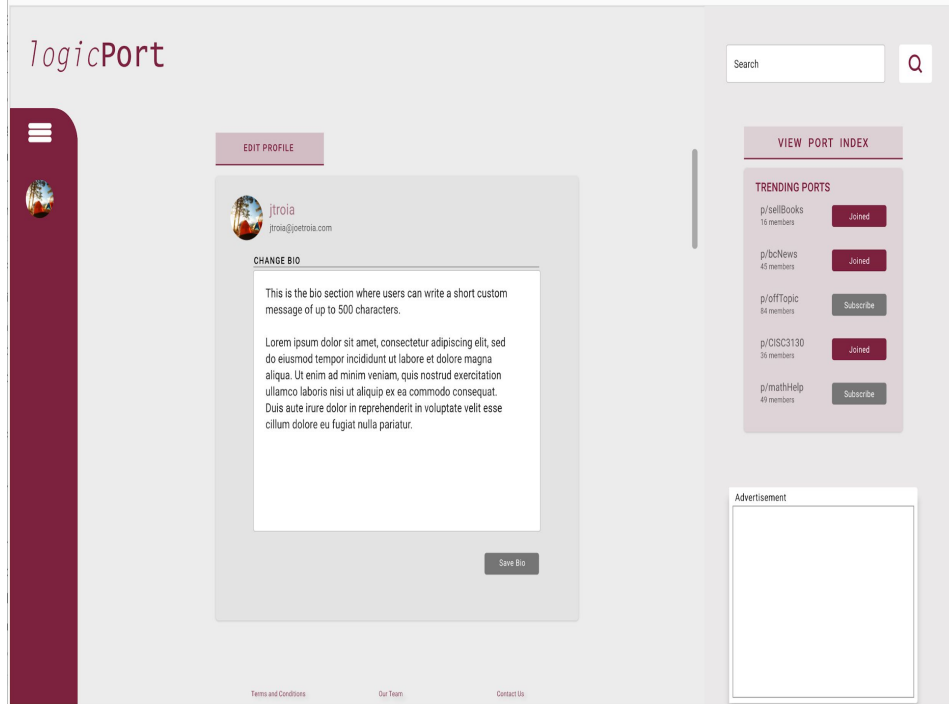 logicPort
Search
EDIT PROFILE
VIEW PORT INDEX
jtroia
jtroia@joetroia.com
CHANGE BIO
This is the bio section where users can write a short custom
message of up to 500 characters.
Lorem ipsum dolor sit amet, consectetur adipiscing elit, sed
do eiusmod tempor incididunt ut labore et dolore magna
aliqua. Ut enim ad minim veniam, quis nostrud exercitation
ullamco laboris nisi ut aliquip ex ea commodo consequat.
Duis aute irure dolor in reprehenderit in voluptate velit esse
cillum dolore eu fugiat nulla pariatur.
Save Bio
TRENDING PORTS
p/sellBooks
16 members
Joined
p/bcNews
45 members
Joined
p/offTopic
84 members
Subscribe
p/CISC3130
36 members
Joined
p/mathHelp
49 members
Subscribe
Advertisement
Terms and Conditions
Our Team
Contact Us